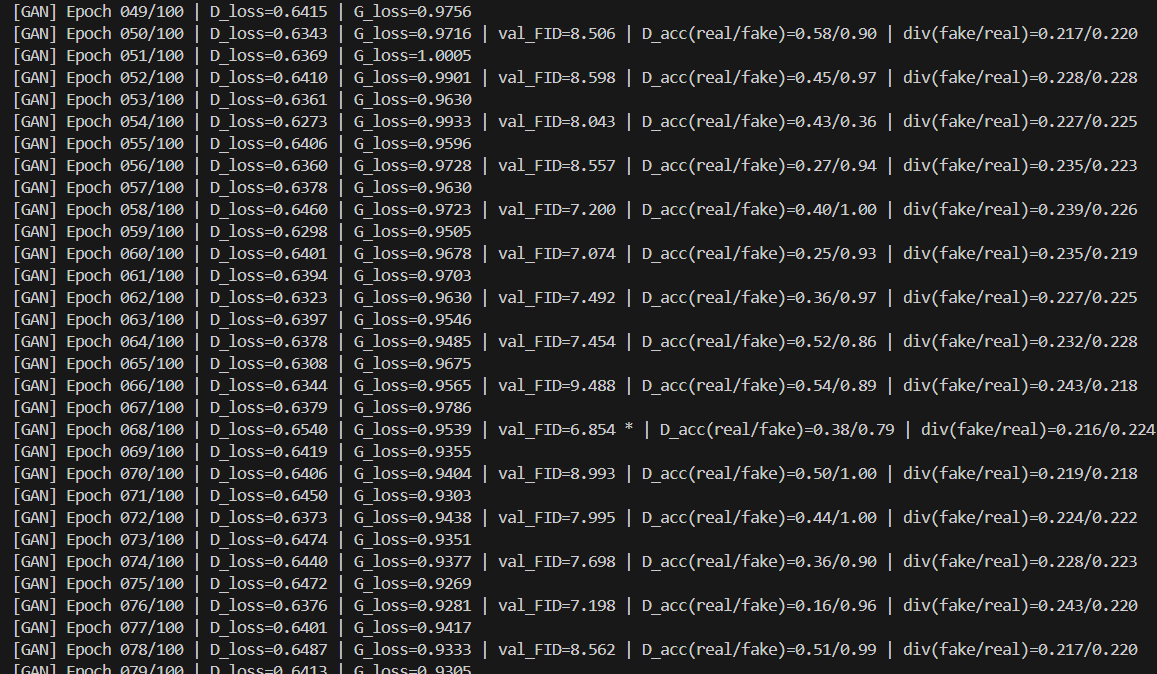 [GAN] Epoch 049/100 | D_loss=0.6415 | G_loss=0.9756
[GAN] Epoch 050/100 | D_loss=0.6343 | G_loss=0.9716 | val_FID=8.506 | D_acc(real/fake)=0.58/0.90 | div(fake/real)=0.217/0.220
[GAN] Epoch 051/100 | D_loss=0.6369 | G_loss=1.0005
[GAN] Epoch 052/100 | D_loss=0.6410 | G_loss=0.9901 | val_FID=8.598 | D_acc(real/fake)=0.45/0.97 | div(fake/real)=0.228/0.228
[GAN] Epoch 053/100 | D_loss=0.6361 | G_loss=0.9630
[GAN] Epoch 054/100 | D_loss=0.6273 | G_loss=0.9933 | val_FID=8.043 | D_acc(real/fake)=0.43/0.36 | div(fake/real)=0.227/0.225
[GAN] Epoch 055/100 | D_loss=0.6406 | G_loss=0.9596
[GAN] Epoch 056/100 | D_loss=0.6360 | G_loss=0.9728 | val_FID=8.557 | D_acc(real/fake)=0.27/0.94 | div(fake/real)=0.235/0.223
[GAN] Epoch 057/100 | D_loss=0.6378 | G_loss=0.9630
[GAN] Epoch 058/100 | D_loss=0.6460 | G_loss=0.9723 | val_FID=7.200 | D_acc(real/fake)=0.40/1.00 | div(fake/real)=0.239/0.226
[GAN] Epoch 059/100 | D_loss=0.6298 | G_loss=0.9505
[GAN] Epoch 060/100 | D_loss=0.6401 | G_loss=0.9678 | val_FID=7.074 | D_acc(real/fake)=0.25/0.93 | div(fake/real)=0.235/0.219
[GAN] Epoch 061/100 | D_loss=0.6394 | G_loss=0.9703
[GAN] Epoch 062/100 | D_loss=0.6323 | G_loss=0.9630 | val_FID=7.492 | D_acc(real/fake)=0.36/0.97 | div(fake/real)=0.227/0.225
[GAN] Epoch 063/100 | D_loss=0.6397 | G_loss=0.9546
[GAN] Epoch 064/100 | D_loss=0.6378 | G_loss=0.9485 | val_FID=7.454 | D_acc(real/fake)=0.52/0.86 | div(fake/real)=0.232/0.228
[GAN] Epoch 065/100 | D_loss=0.6308 | G_loss=0.9675
[GAN] Epoch 066/100 | D_loss=0.6344 | G_loss=0.9565 | val_FID=9.488 | D_acc(real/fake)=0.54/0.89 | div(fake/real)=0.243/0.218
[GAN] Epoch 067/100 | D_loss=0.6379 | G_loss=0.9786
[GAN] Epoch 068/100 | D_loss=0.6540 | G_loss=0.9539 | val_FID=6.854 * | D_acc(real/fake)=0.38/0.79 | div(fake/real)=0.216/0.224
[GAN] Epoch 069/100 | D_loss=0.6419 | G_loss=0.9355
[GAN] Epoch 070/100 | D_loss=0.6406 | G_loss=0.9404 | val_FID=8.993 | D_acc(real/fake)=0.50/1.00 | div(fake/real)=0.219/0.218
[GAN] Epoch 071/100 | D_loss=0.6450 | G_loss=0.9303
[GAN] Epoch 072/100 | D_loss=0.6373 | G_loss=0.9438 | val_FID=7.995 | D_acc(real/fake)=0.44/1.00 | div(fake/real)=0.224/0.222
[GAN] Epoch 073/100 | D_loss=0.6474 | G_loss=0.9351
[GAN] Epoch 074/100 | D_loss=0.6440 | G_loss=0.9377 | val_FID=7.698 | D_acc(real/fake)=0.36/0.90 | div(fake/real)=0.228/0.223
[GAN] Epoch 075/100 | D_loss=0.6472 | G_loss=0.9269
[GAN] Epoch 076/100 | D_loss=0.6376 | G_loss=0.9281 | val_FID=7.198 | D_acc(real/fake)=0.16/0.96 | div(fake/real)=0.243/0.220
[GAN] Epoch 077/100 | D_loss=0.6401 | G_loss=0.9417
[GAN] Epoch 078/100 | D_loss=0.6487 | G_loss=0.9333 | val_FID=8.562 | D_acc(real/fake)=0.51/0.99 | div(fake/real)=0.217/0.220
[GAN] Epoch 079/100 | D_loss=0.6413 | G_loss=0.9305